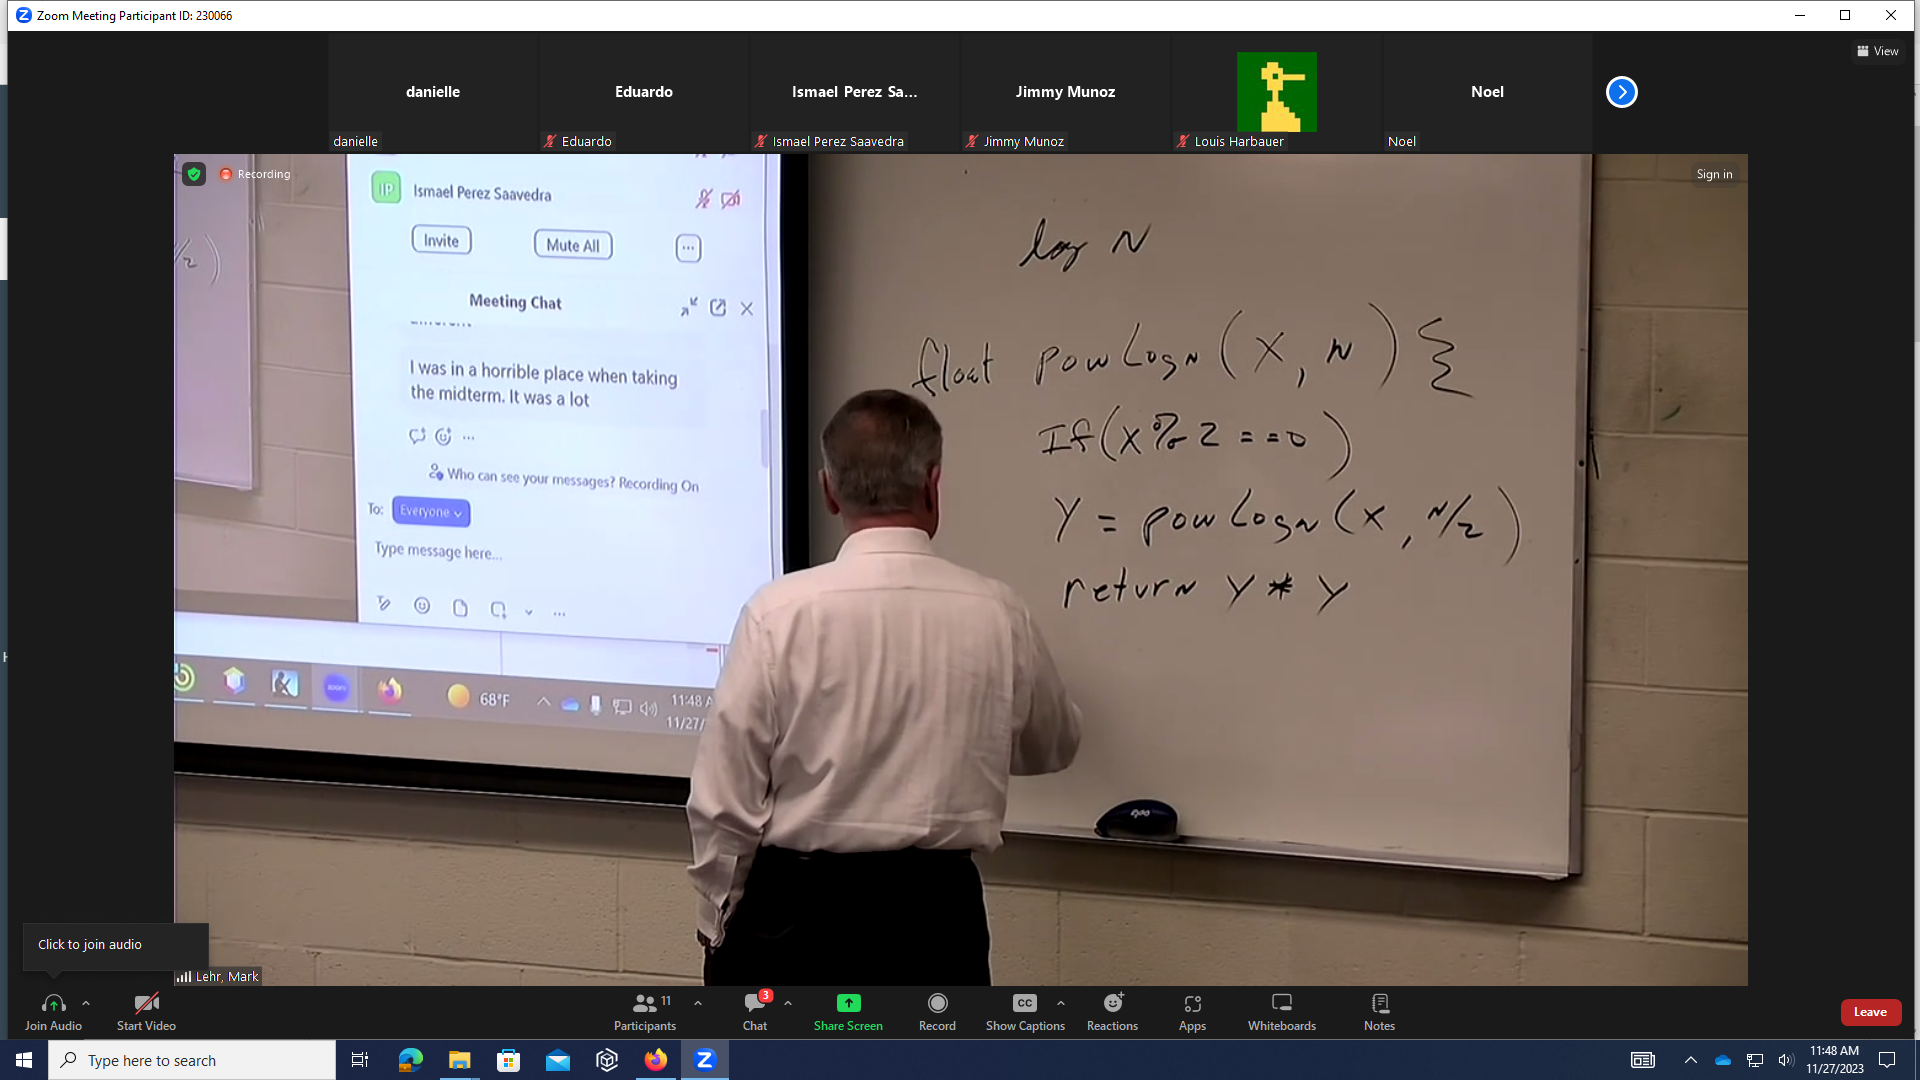 Zoom Meeting Participant ID: 230066
View
danielle
Eduardo
Ismael Perez Sa...
Jimmy Munoz
Noel
danielle
Eduardo
Ismael Perez Saavedra
Jimmy Munoz
Louis Harbauer
Noel
Recording
Sign in
IP Ismael Perez Saavedra
Invite
Mute All
...
Meeting Chat
different
I was in a horrible place when taking
the midterm. It was a lot
...
Who can see your messages? Recording On
To: Everyone
Type message here...
...
zoom
68°F
11:48 A
11/27/
/2 )
log N
float powLogN (X, N) {
If(X%2 ==0 )
Y = powLogN (X, N/2)
return Y * Y
expo
Click to join audio
Lehr, Mark
Join Audio
Start Video
Participants
11
Chat
3
Share Screen
Record
CC
Show Captions
Reactions
Apps
Whiteboards
Notes
Leave
Type here to search
11:48 AM
11/27/2023